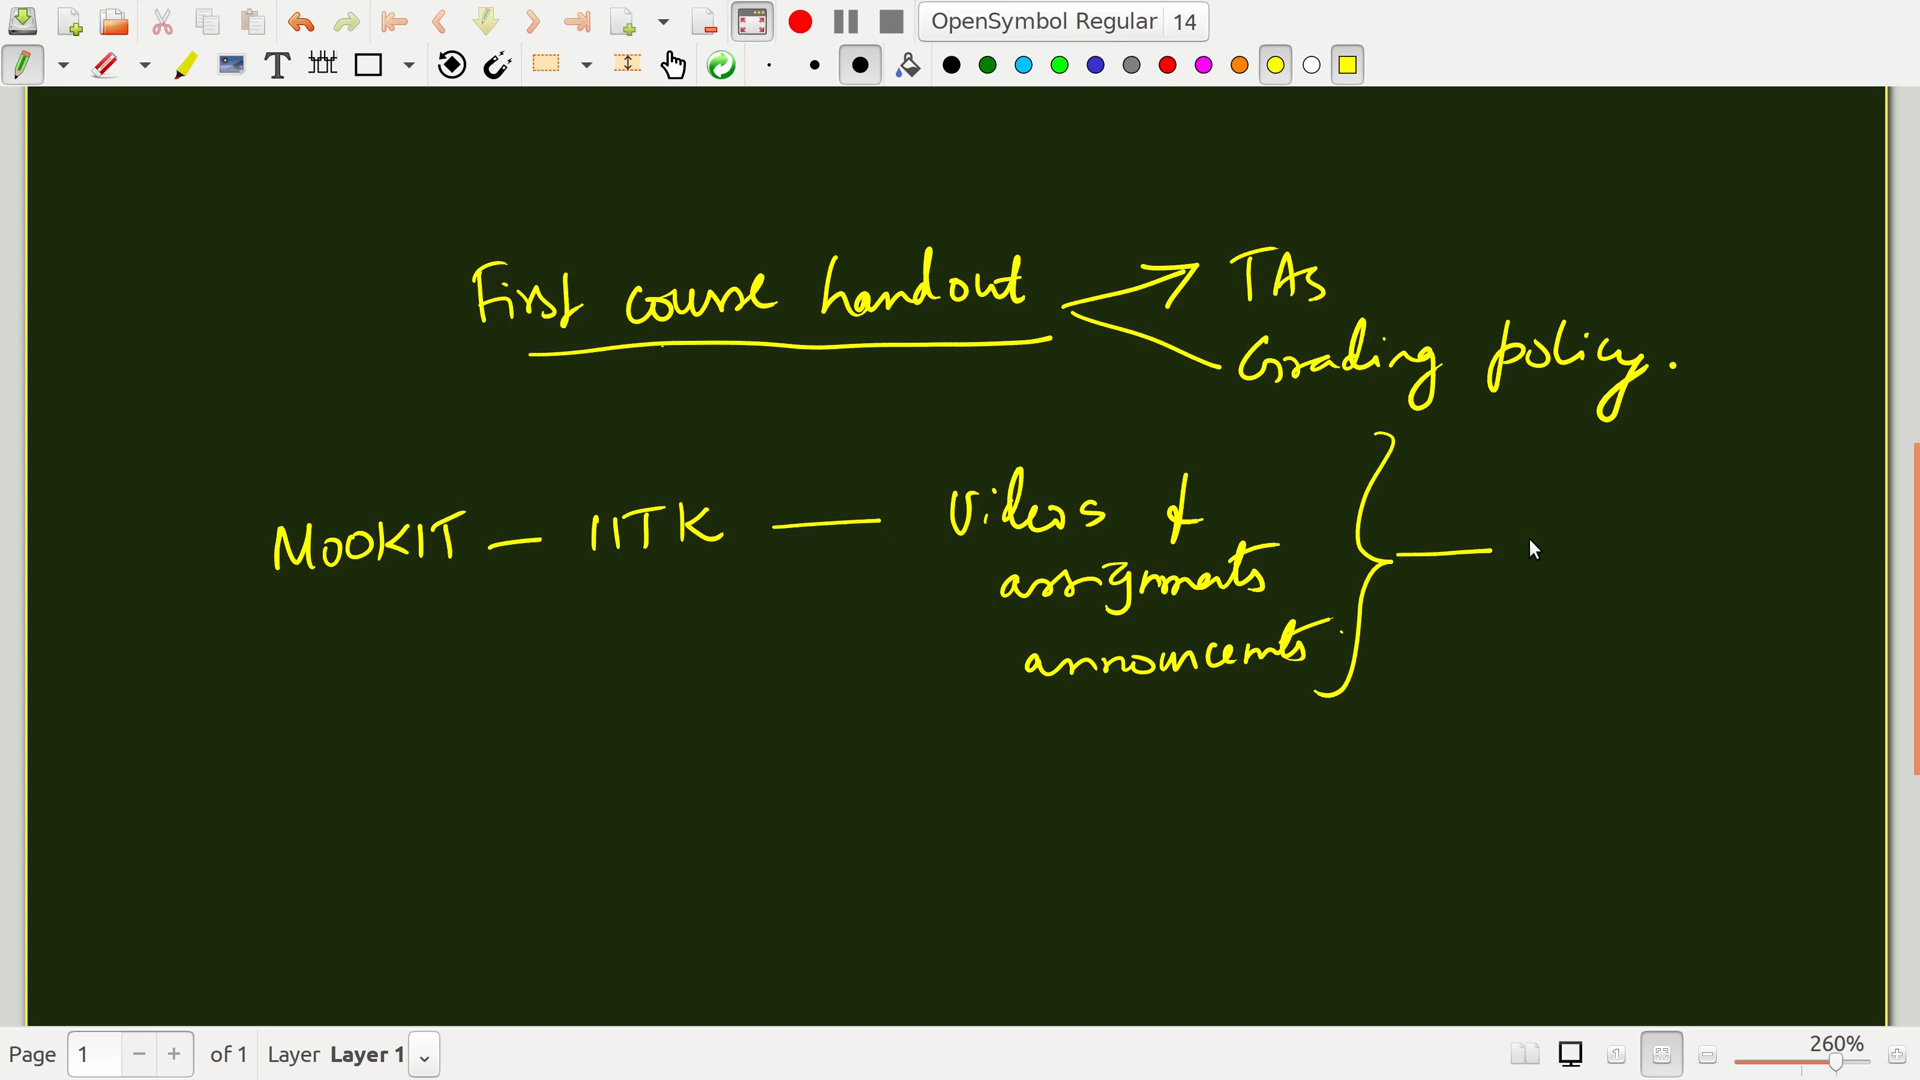 OpenSymbol Regular 14
First course handout → TAs
Grading policy.
MOOKIT — IITK — Videos &
assignments
announcemts
Page 1 of 1 Layer Layer 1 260%